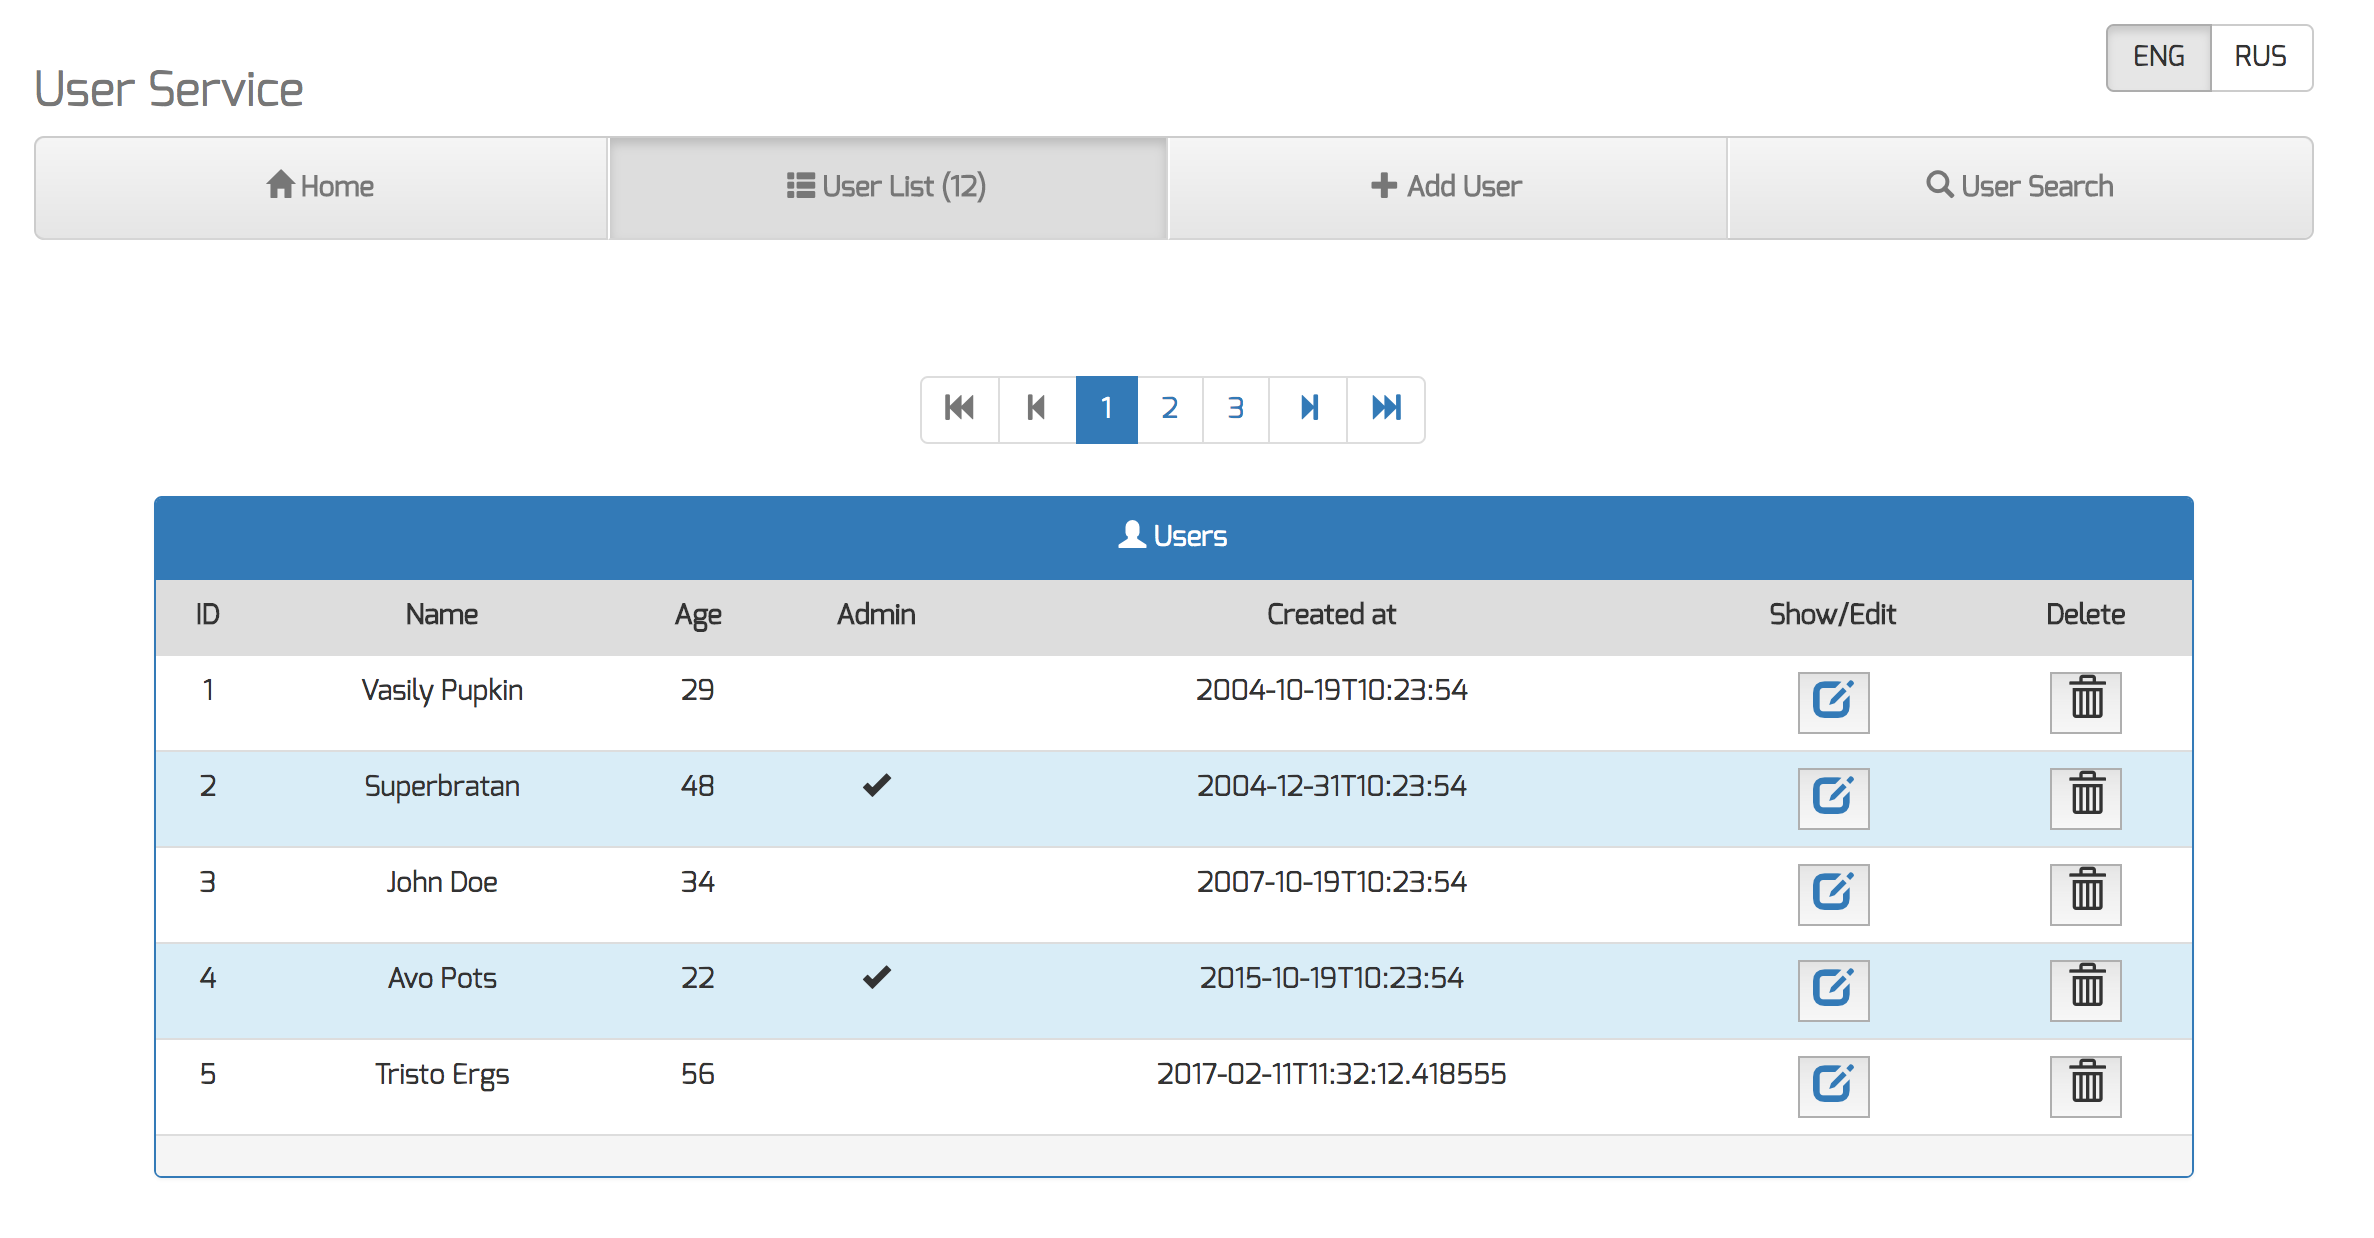 ENG RUS
User Service
Home User List (12) Add User User Search
1 2 3
Users
ID Name Age Admin Created at Show/Edit Delete
1 Vasily Pupkin 29 2004-10-19T10:23:54
2 Superbratan 48 2004-12-31T10:23:54
3 John Doe 34 2007-10-19T10:23:54
4 Avo Pots 22 2015-10-19T10:23:54
5 Tristo Ergs 56 2017-02-11T11:32:12.418555